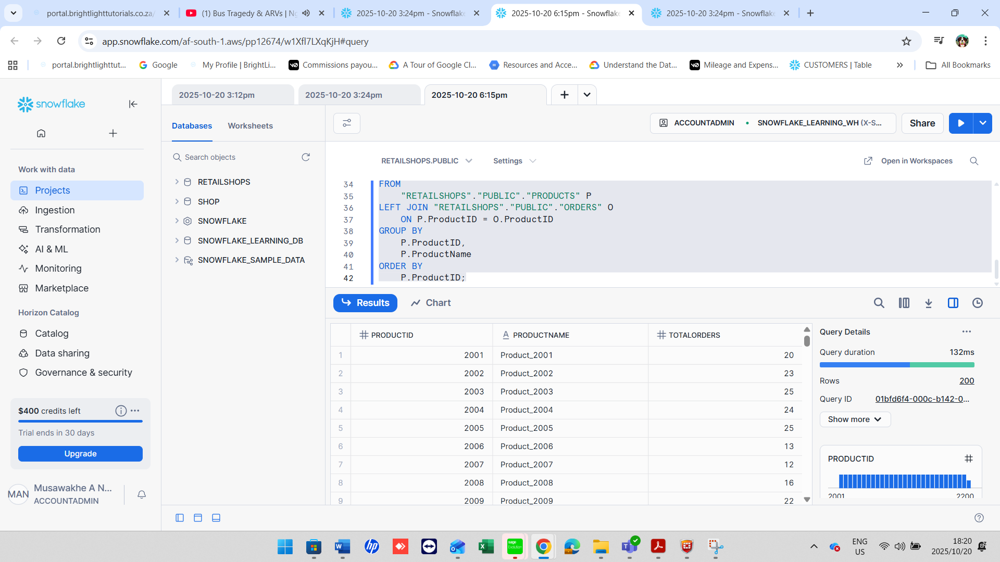 portal.brightlighttutorials.co.za/
(1) Bus Tragedy & ARVs | Ng
2025-10-20 3:24pm - Snowflake
2025-10-20 6:15pm - Snowflake
2025-10-20 3:24pm - Snowflake
app.snowflake.com/af-south-1.aws/pp12674/w1Xfl7LXqKjH#query
portal.brightlighttut...
Google
My Profile | BrightLi...
Commissions payou...
A Tour of Google Cl...
Resources and Acce...
Understand the Dat...
Mileage and Expens...
CUSTOMERS | Table
All Bookmarks
snowflake
2025-10-20 3:12pm
2025-10-20 3:24pm
2025-10-20 6:15pm
Databases
Worksheets
ACCOUNTADMIN
SNOWFLAKE_LEARNING_WH (X-S...
Share
Work with data
Projects
Ingestion
Transformation
AI & ML
Monitoring
Marketplace
Horizon Catalog
Catalog
Data sharing
Governance & security
$400 credits left
Trial ends in 30 days
Upgrade
MAN
Musawakhe A N...
ACCOUNTADMIN
Search objects
RETAILSHOPS
SHOP
SNOWFLAKE
SNOWFLAKE_LEARNING_DB
SNOWFLAKE_SAMPLE_DATA
RETAILSHOPS.PUBLIC
Settings
Open in Workspaces
34 FROM
35 "RETAILSHOPS"."PUBLIC"."PRODUCTS" P
36 LEFT JOIN "RETAILSHOPS"."PUBLIC"."ORDERS" O
37 ON P.ProductID = O.ProductID
38 GROUP BY
39 P.ProductID,
40 P.ProductName
41 ORDER BY
42 P.ProductID;
Results
Chart
PRODUCTID A PRODUCTNAME TOTALORDERS
1 2001 Product_2001 20
2 2002 Product_2002 23
3 2003 Product_2003 25
4 2004 Product_2004 24
5 2005 Product_2005 25
6 2006 Product_2006 13
7 2007 Product_2007 12
8 2008 Product_2008 16
9 2009 Product_2009 22
Query Details
Query duration 132ms
Rows 200
Query ID 01bfd6f4-000c-b142-0...
Show more
PRODUCTID
2001 2200
sage
Evolution
ENG
US
18:20
2025/10/20